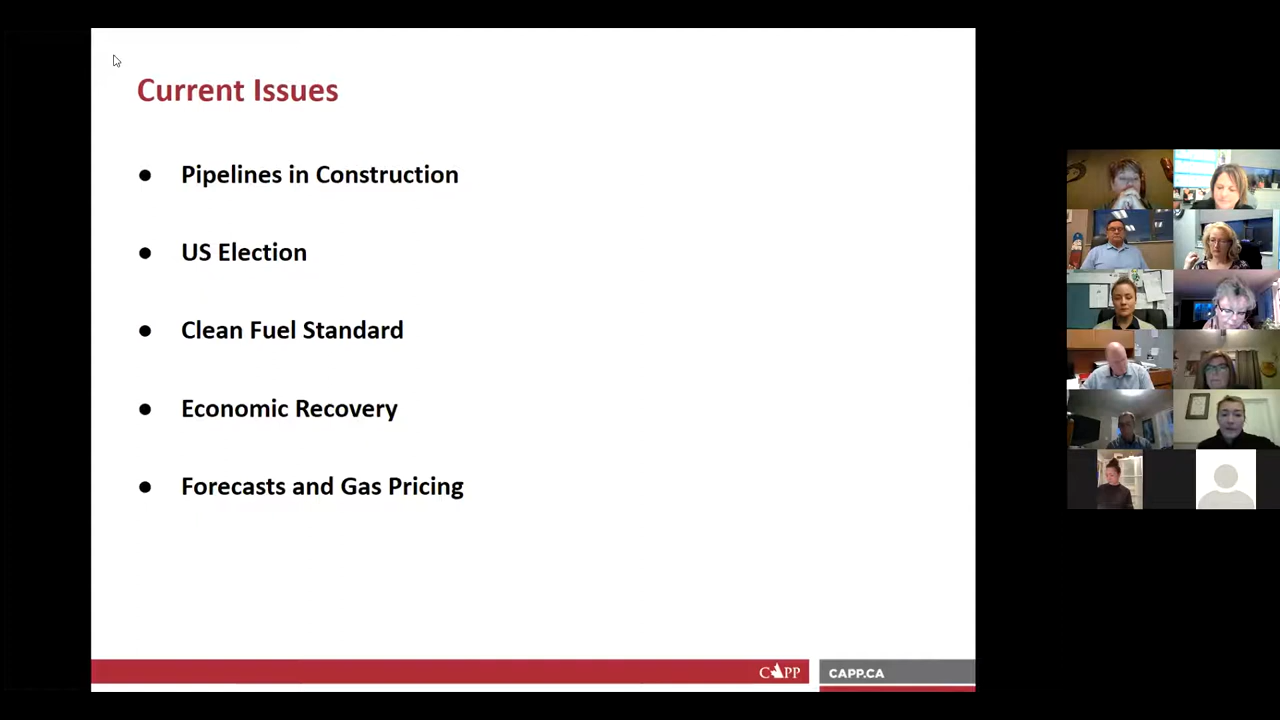 Current Issues
● Pipelines in Construction
● US Election
● Clean Fuel Standard
● Economic Recovery
● Forecasts and Gas Pricing
CAPP
CAPP.CA